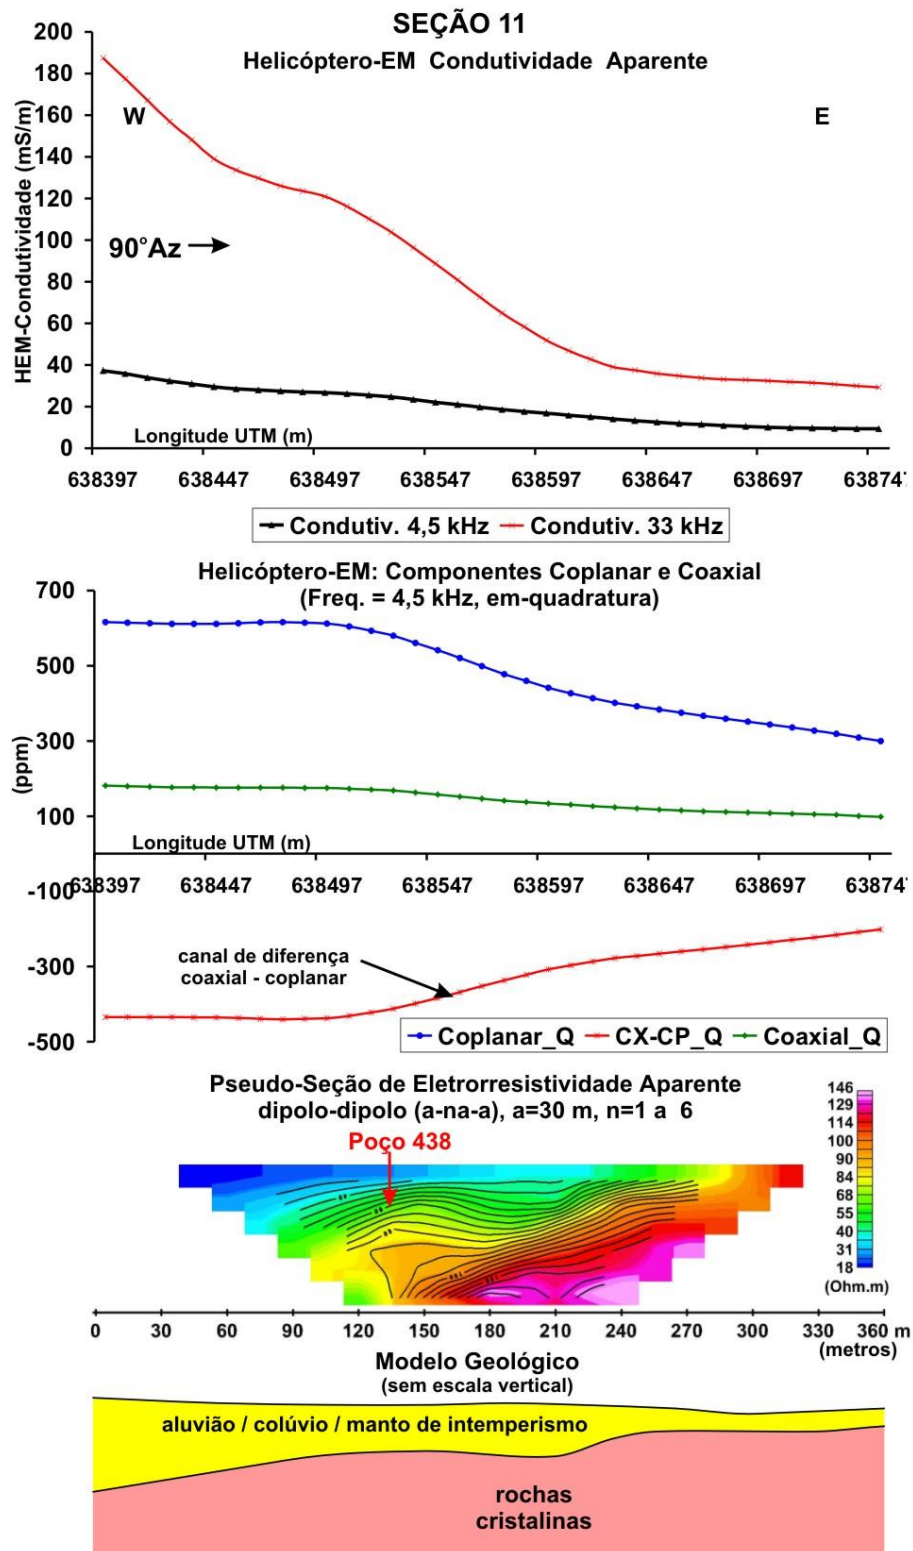 SEÇÃO 11
Helicóptero-EM Condutividade Aparente
HEM-Condutividade (mS/m)
200
180
160
140
120
100
80
60
40
20
0
W
E
90°Az
Longitude UTM (m)
638397 638447 638497 638547 638597 638647 638697 638747
Condutiv. 4,5 kHz Condutiv. 33 kHz
Helicóptero-EM: Componentes Coplanar e Coaxial
(Freq. = 4,5 kHz, em-quadratura)
(ppm)
700
500
300
100
-100
-300
-500
Longitude UTM (m)
638397 638447 638497 638547 638597 638647 638697 638747
canal de diferença
coaxial - coplanar
Coplanar_Q CX-CP_Q Coaxial_Q
Pseudo-Seção de Eletrorresistividade Aparente
dipolo-dipolo (a-na-a), a=30 m, n=1 a 6
Poço 438
146
129
114
100
90
84
68
55
40
31
18
(Ohm.m)
0 30 60 90 120 150 180 210 240 270 300 330 360 m
(metros)
Modelo Geológico
(sem escala vertical)
aluvião / colúvio / manto de intemperismo
rochas
cristalinas